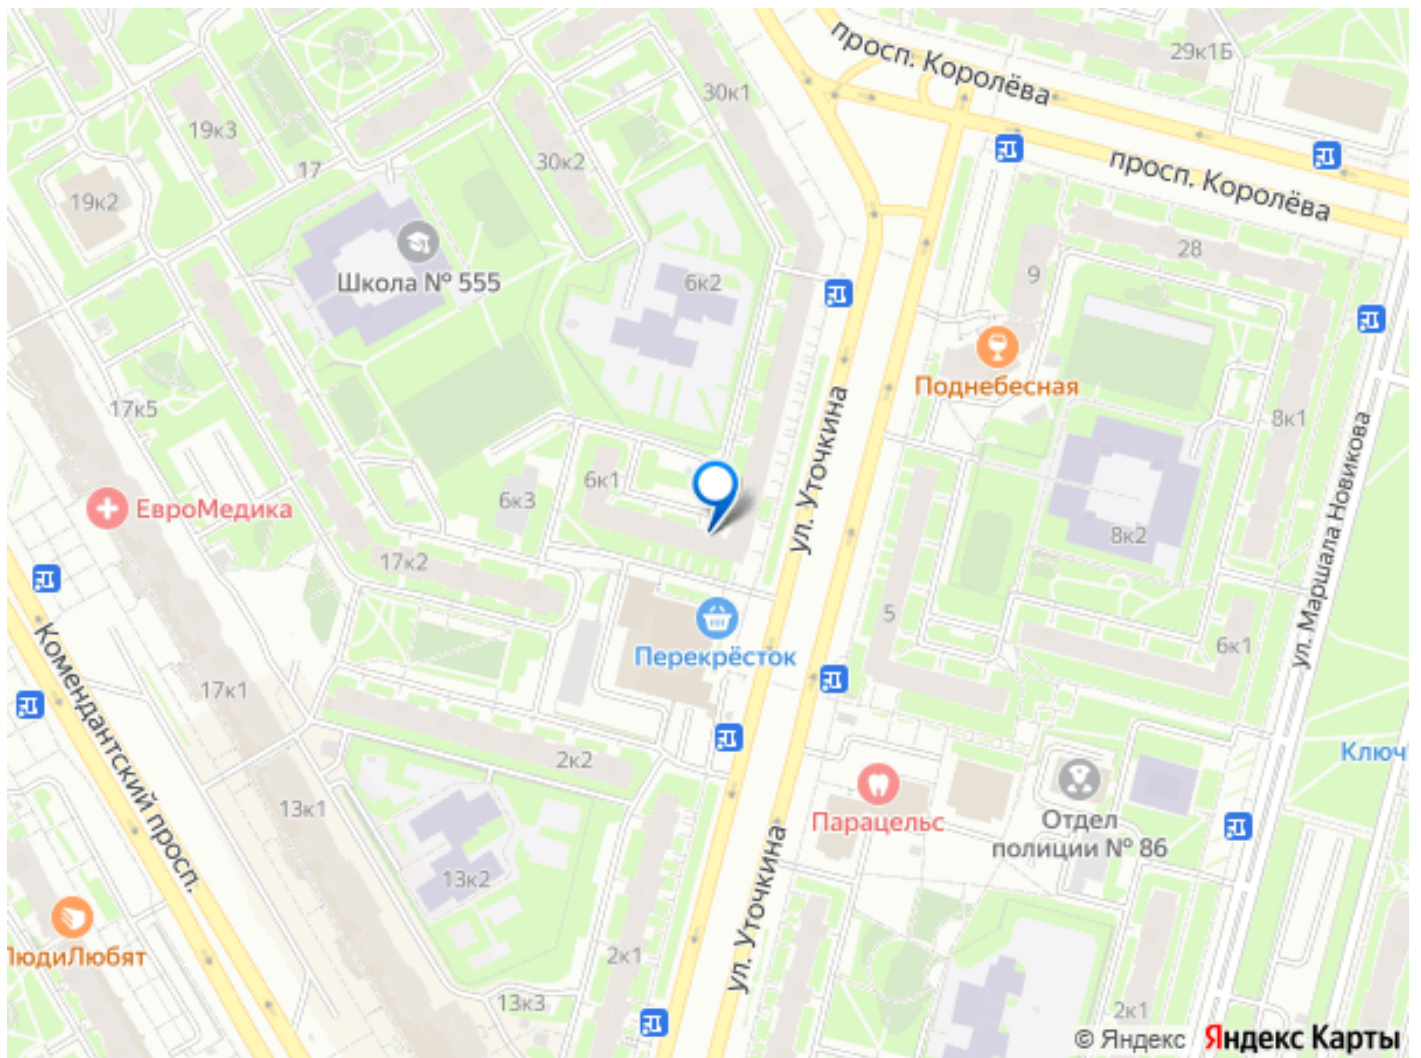 просп. Королёва
29к1Б
30к1
19к3
30к2
17
просп. Королёва
19к2
Школа № 555
6к2
28
9
Поднебесная
17к5
8к1
ул. Уточкина
ул. Маршала Новикова
6к1
6к3
ЕвроМедика
8к2
17к2
5
Перекрёсток
6к1
Комендантский просп.
17к1
2к2
Ключ
13к1
Парацельс
Отдел
полиции № 86
13к2
ул. Уточкина
ЛюдиЛюбят
2к1
13к3
2к1
© Яндекс Яндекс Карты